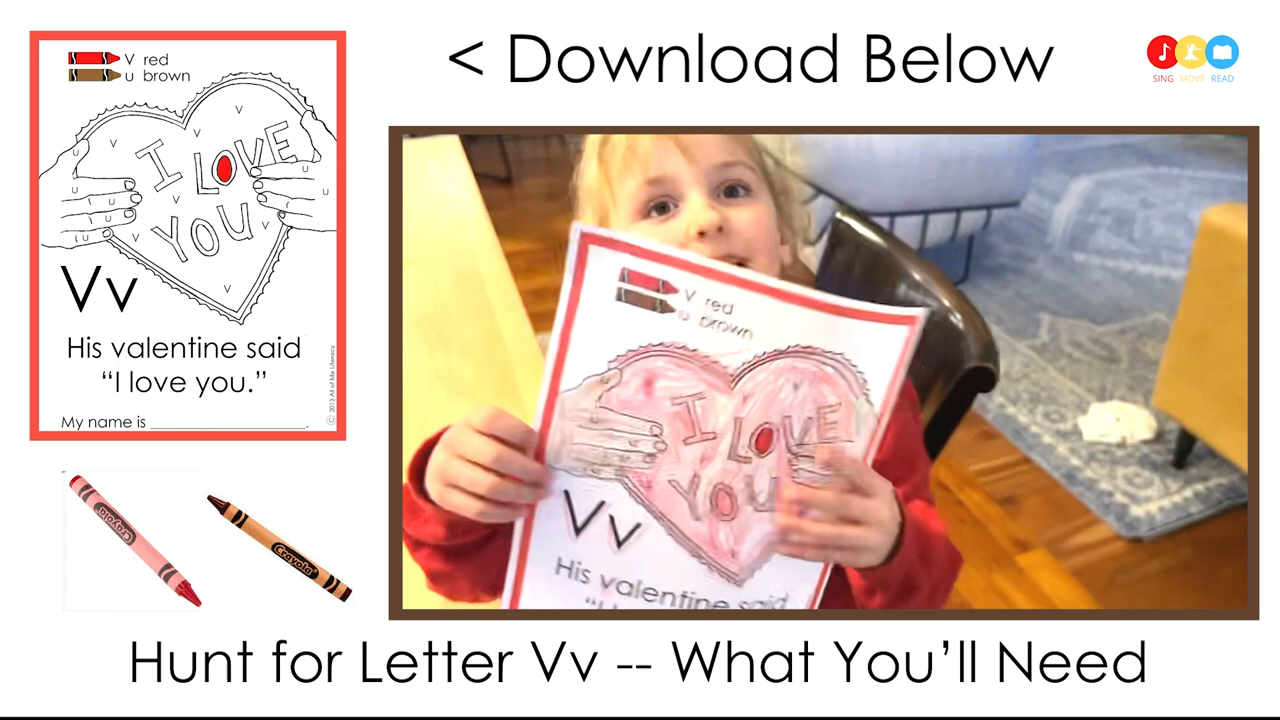 < Download Below
SING MOVE READ
V red
u brown
v
v
v
u
u
I LOVE
YOU
Vv
His valentine said
“I love you.”
My name is ____________________.
© 2013 All of Me Literacy
V red
u brown
I LOVE
YOU
Vv
His valentine said
Crayola
Crayola
Hunt for Letter Vv -- What You’ll Need